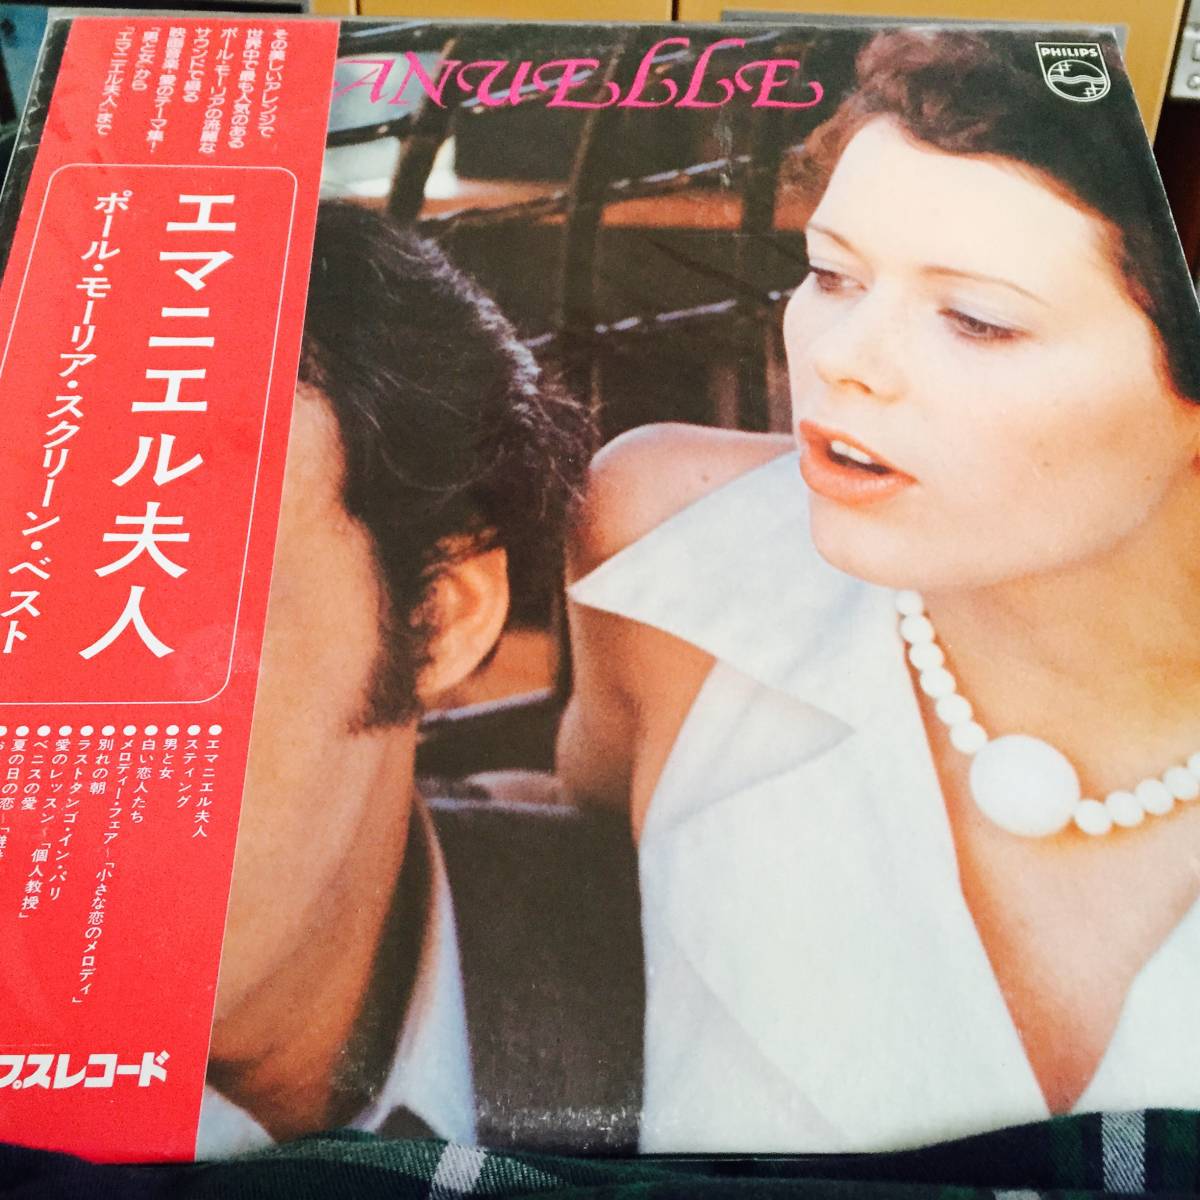 ANUELLE
PHILIPS
その美しいアレンジで
世界中で最も人気のある
ポール・モーリアの流麗な
サウンドで綴る
映画音楽・愛のテーマ集!
「男と女」から
「エマニエル夫人」まで
エマニエル夫人
ポール・モーリア・スクリーン・ベスト
●エマニエル夫人
●スティング
●男と女
●白い恋人たち
●メロディー・フェア~「小さな恋のメロディ」
●別れの朝
●ラストタンゴ・イン・パリ
●愛のレッスン~「個人教授」
●ベニスの愛
●夏の日の恋~「避
プスレコード